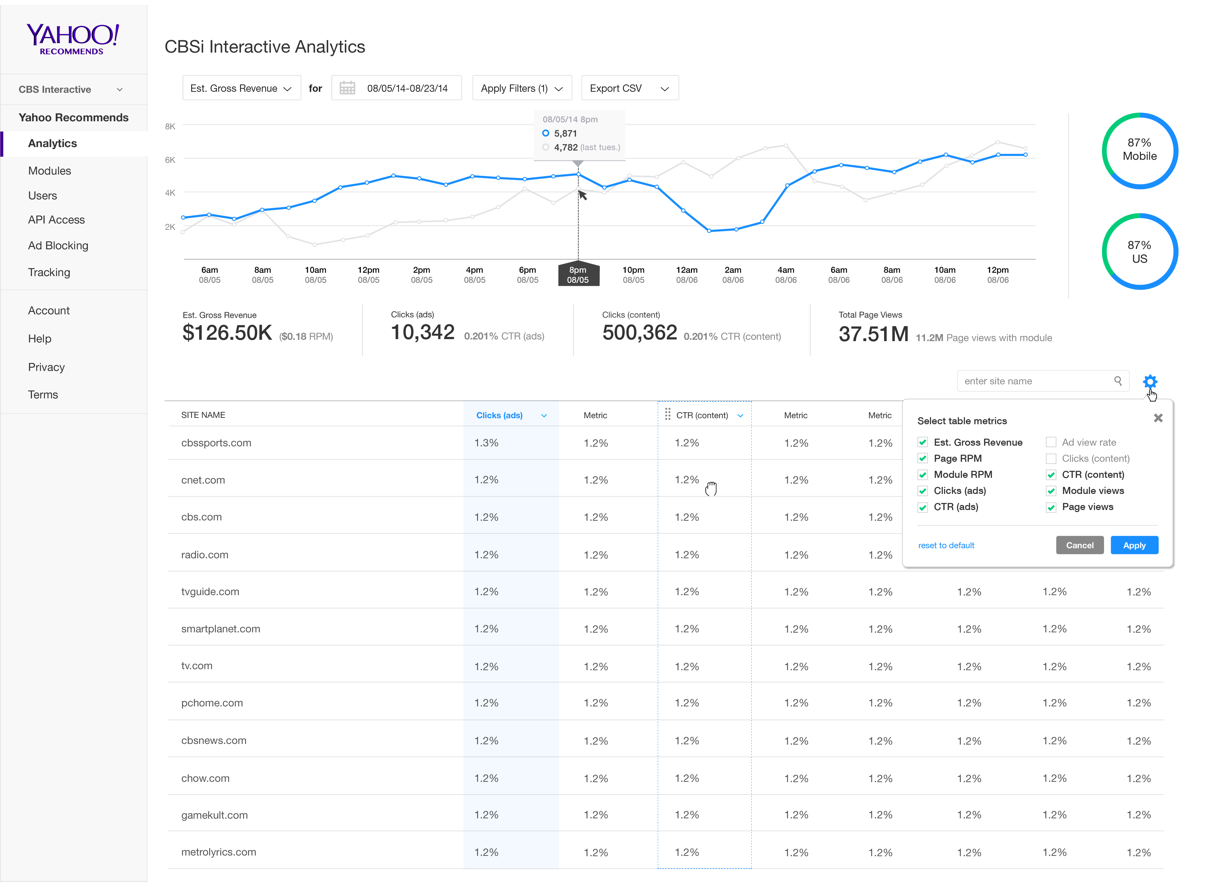 YAHOO!
RECOMMENDS
CBS Interactive
Yahoo Recommends
Analytics
Modules
Users
API Access
Ad Blocking
Tracking
Account
Help
Privacy
Terms
CBSi Interactive Analytics
Est. Gross Revenue for 08/05/14-08/23/14 Apply Filters (1) Export CSV
08/05/14 8pm
5,871
4,782 (last tues.)
8K
6K
4K
2K
6am 8am 10am 12pm 2pm 4pm 6pm 8pm 10pm 12am 2am 4am 6am 8am 10am 12pm
08/05 08/05 08/05 08/05 08/05 08/05 08/05 08/05 08/05 08/06 08/06 08/06 08/06 08/06 08/06 08/06
87%
Mobile
87%
US
Est. Gross Revenue
$126.50K ($0.18 RPM)
Clicks (ads)
10,342 0.201% CTR (ads)
Clicks (content)
500,362 0.201% CTR (content)
Total Page Views
37.51M 11.2M Page views with module
enter site name
SITE NAME Clicks (ads) Metric CTR (content) Metric Metric
cbssports.com 1.3% 1.2% 1.2% 1.2% 1.2%
cnet.com 1.2% 1.2% 1.2% 1.2% 1.2%
cbs.com 1.2% 1.2% 1.2% 1.2% 1.2%
radio.com 1.2% 1.2% 1.2% 1.2% 1.2%
tvguide.com 1.2% 1.2% 1.2% 1.2% 1.2% 1.2% 1.2% 1.2%
smartplanet.com 1.2% 1.2% 1.2% 1.2% 1.2% 1.2% 1.2% 1.2%
tv.com 1.2% 1.2% 1.2% 1.2% 1.2% 1.2% 1.2% 1.2%
pchome.com 1.2% 1.2% 1.2% 1.2% 1.2% 1.2% 1.2% 1.2%
cbsnews.com 1.2% 1.2% 1.2% 1.2% 1.2% 1.2% 1.2% 1.2%
chow.com 1.2% 1.2% 1.2% 1.2% 1.2% 1.2% 1.2% 1.2%
gamekult.com 1.2% 1.2% 1.2% 1.2% 1.2% 1.2% 1.2% 1.2%
metrolyrics.com 1.2% 1.2% 1.2% 1.2% 1.2% 1.2% 1.2% 1.2%
Select table metrics
Est. Gross Revenue Ad view rate
Page RPM Clicks (content)
Module RPM CTR (content)
Clicks (ads) Module views
CTR (ads) Page views
reset to default Cancel Apply